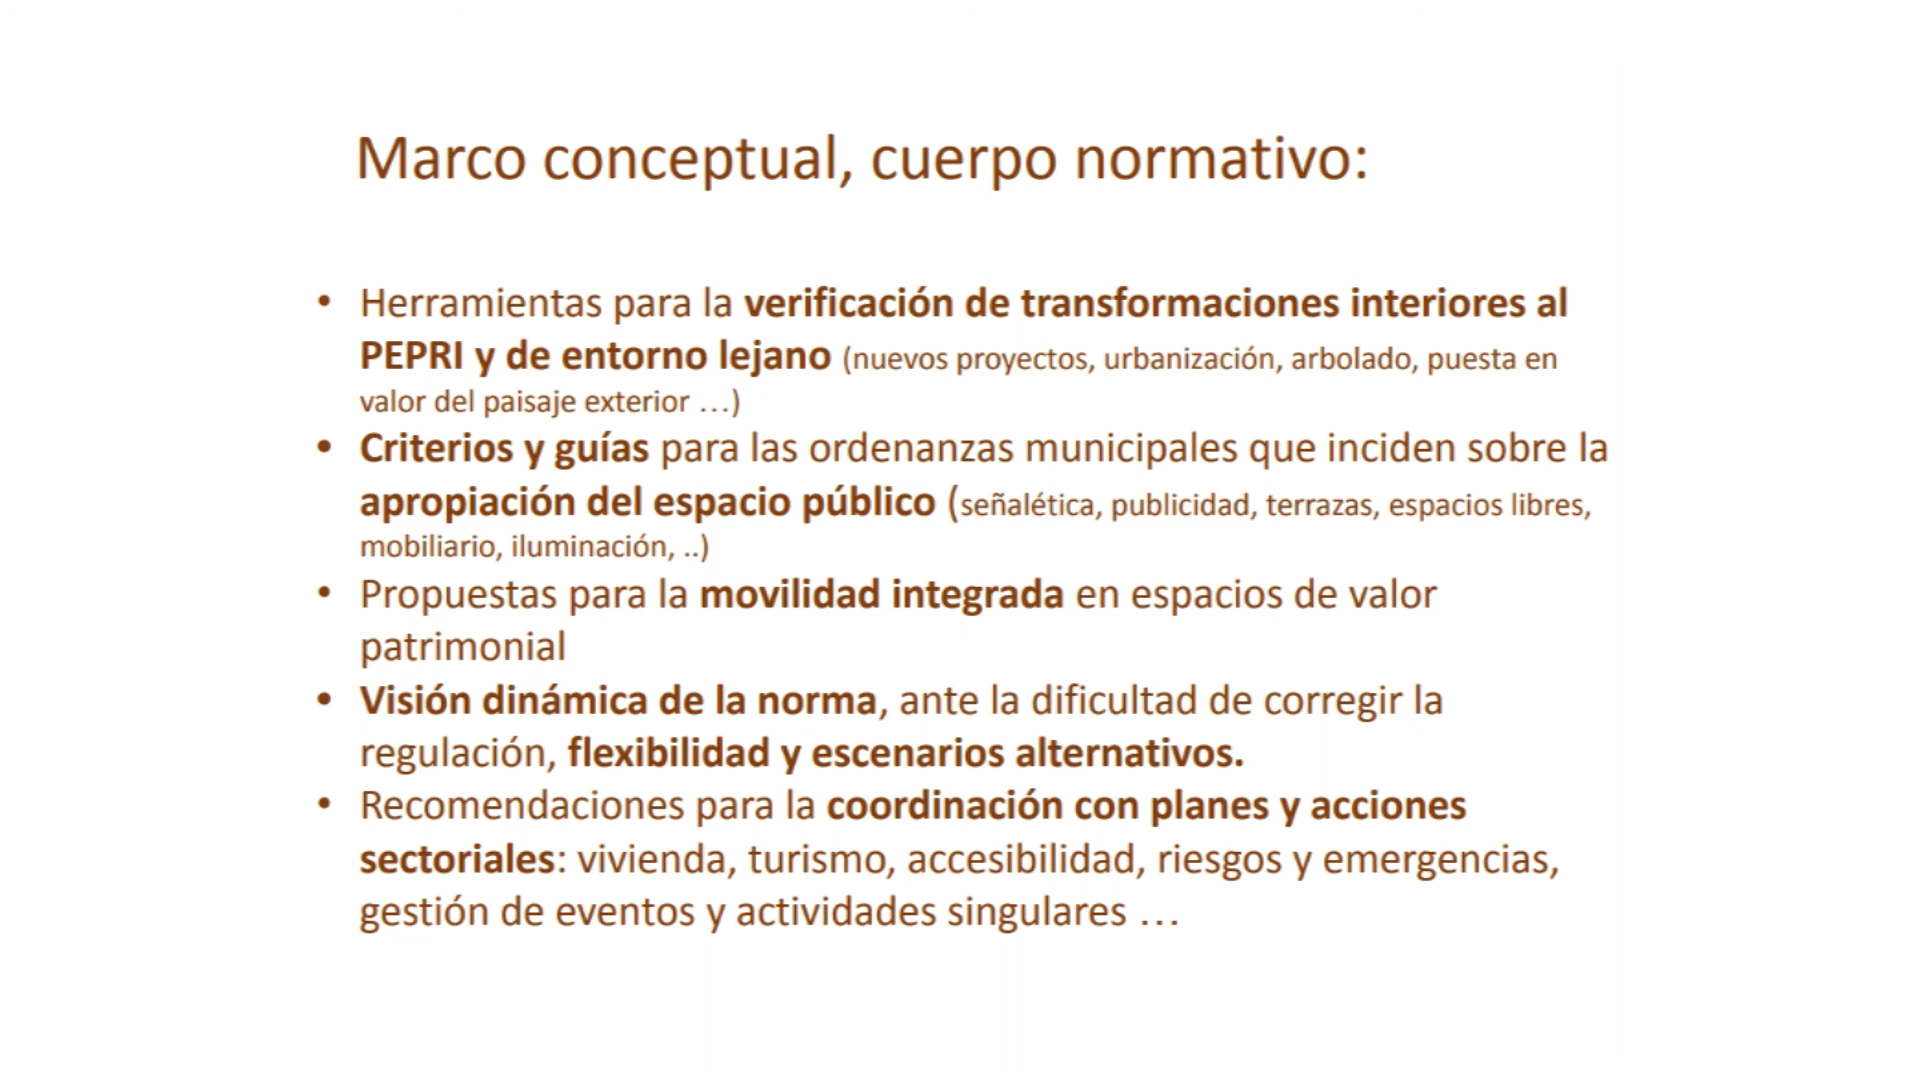 Marco conceptual, cuerpo normativo:
• Herramientas para la verificación de transformaciones interiores al
PEPRI y de entorno lejano (nuevos proyectos, urbanización, arbolado, puesta en
valor del paisaje exterior …)
• Criterios y guías para las ordenanzas municipales que inciden sobre la
apropiación del espacio público (señalética, publicidad, terrazas, espacios libres,
mobiliario, iluminación, ..)
• Propuestas para la movilidad integrada en espacios de valor
patrimonial
• Visión dinámica de la norma, ante la dificultad de corregir la
regulación, flexibilidad y escenarios alternativos.
• Recomendaciones para la coordinación con planes y acciones
sectoriales: vivienda, turismo, accesibilidad, riesgos y emergencias,
gestión de eventos y actividades singulares …